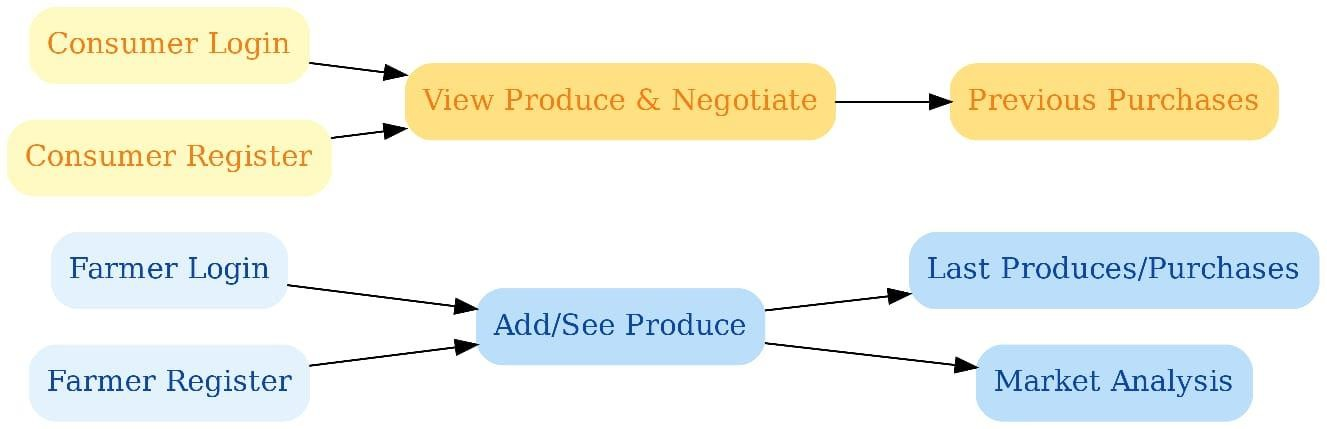 Consumer Login
Consumer Register
View Produce & Negotiate
Previous Purchases
Farmer Login
Farmer Register
Add/See Produce
Last Produces/Purchases
Market Analysis